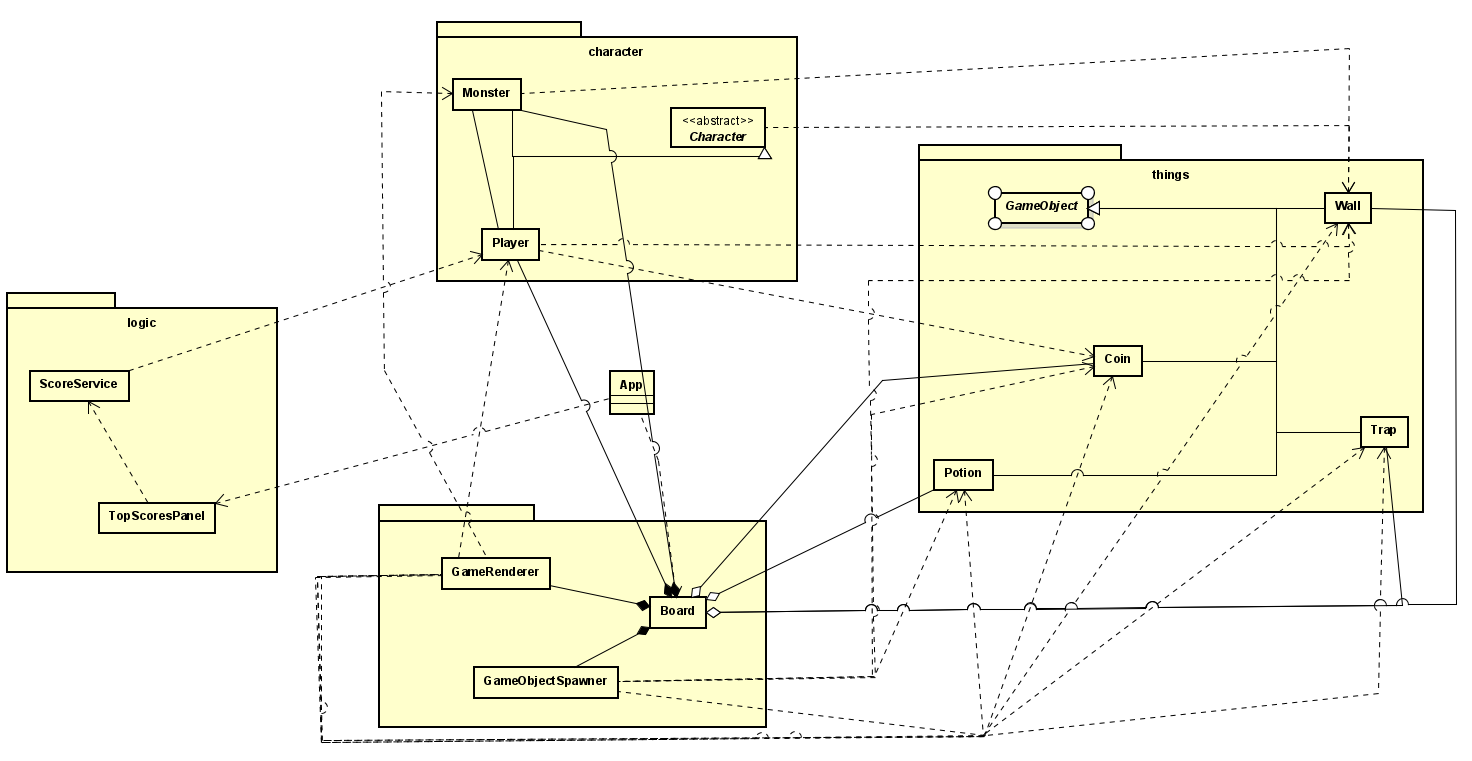 character
Monster
<<abstract>>
Character
things
GameObject
Wall
Player
logic
Coin
ScoreService
App
Trap
Potion
TopScoresPanel
GameRenderer
Board
GameObjectSpawner